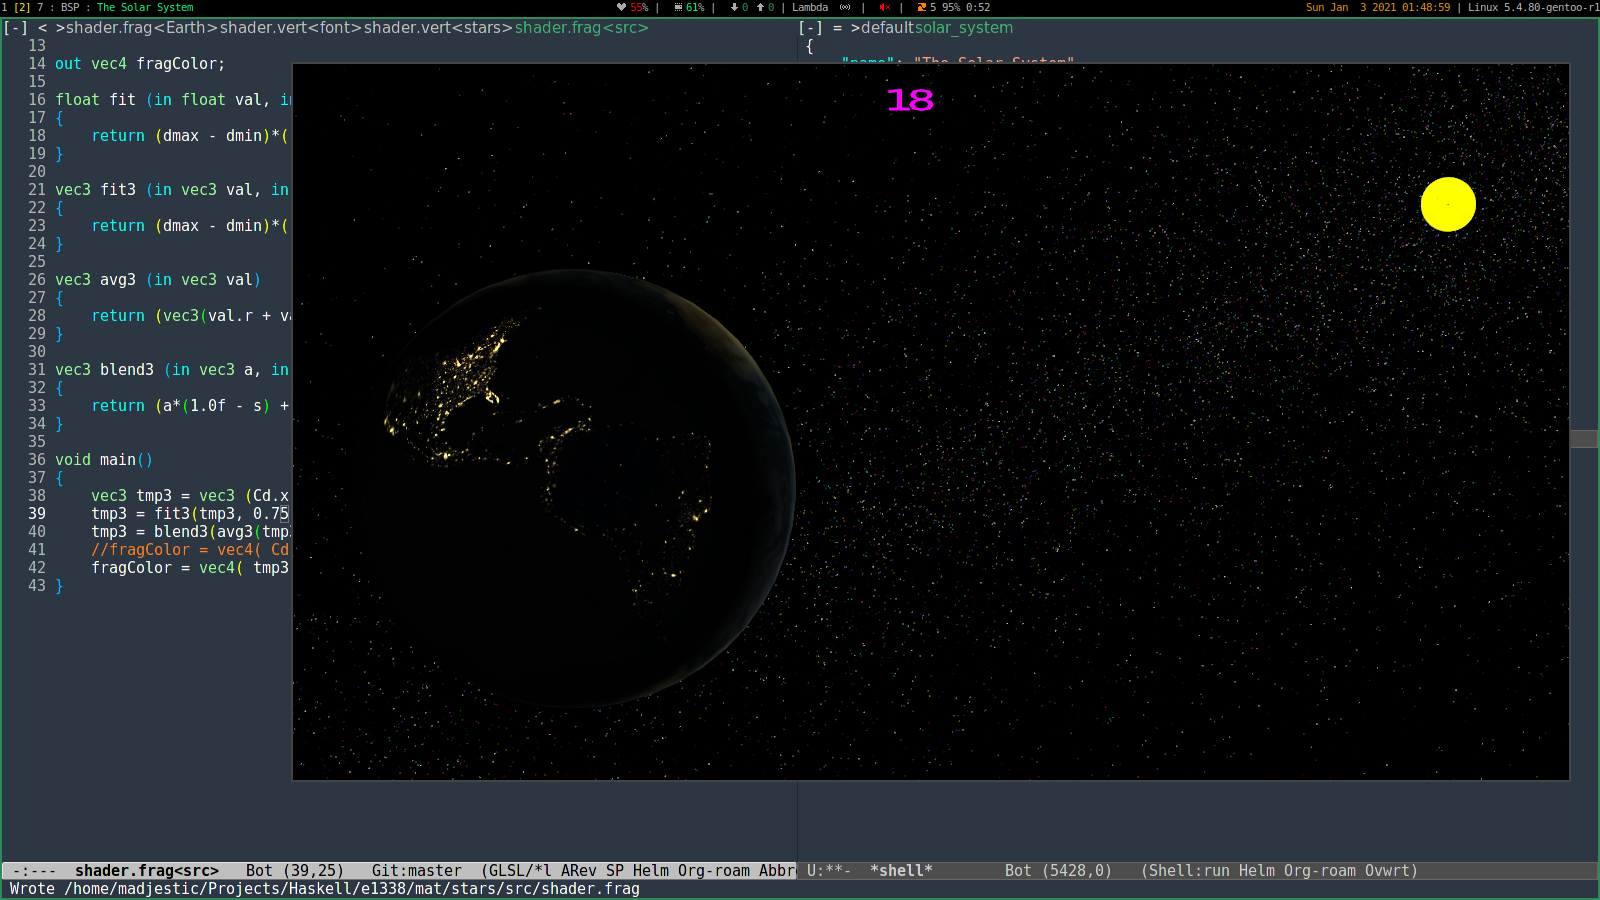 1 [2] 7 : BSP : The Solar System 55% | 61% | 0 0 | Lambda | | 5 95% 0:52 Sun Jan 3 2021 01:48:59 | Linux 5.4.80-gentoo-r1
[-] < >shader.frag<Earth>shader.vert<font>shader.vert<stars>shader.frag<src>
[-] = >defaultsolar_system
13
14 out vec4 fragColor;
15
16 float fit (in float val, in
17 {
18 return (dmax - dmin)*(
19 }
20
21 vec3 fit3 (in vec3 val, in
22 {
23 return (dmax - dmin)*(
24 }
25
26 vec3 avg3 (in vec3 val)
27 {
28 return (vec3(val.r + va
29 }
30
31 vec3 blend3 (in vec3 a, in
32 {
33 return (a*(1.0f - s) +
34 }
35
36 void main()
37 {
38 vec3 tmp3 = vec3 (Cd.x
39 tmp3 = fit3(tmp3, 0.75
40 tmp3 = blend3(avg3(tmp
41 //fragColor = vec4( Cd
42 fragColor = vec4( tmp3
43 }
{
"name": "The Solar System"
18
-:--- shader.frag<src> Bot (39,25) Git:master (GLSL/*l ARev SP Helm Org-roam Abbr
U:**- *shell* Bot (5428,0) (Shell:run Helm Org-roam Ovwrt)
Wrote /home/madjestic/Projects/Haskell/e1338/mat/stars/src/shader.frag